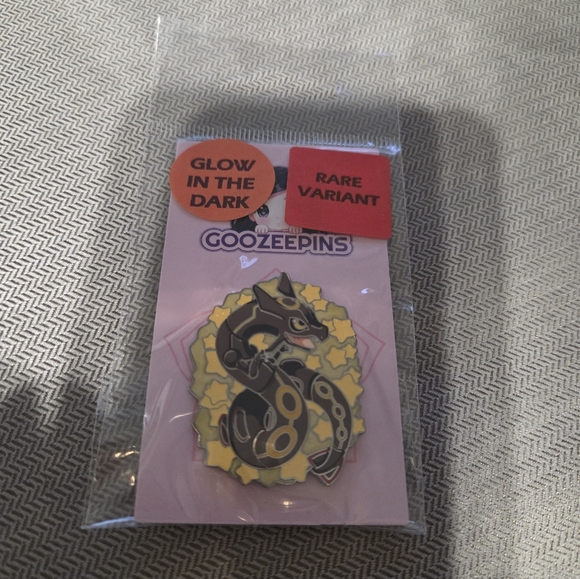 GLOW
IN THE
DARK
RARE
VARIANT
GOOZEEPINS